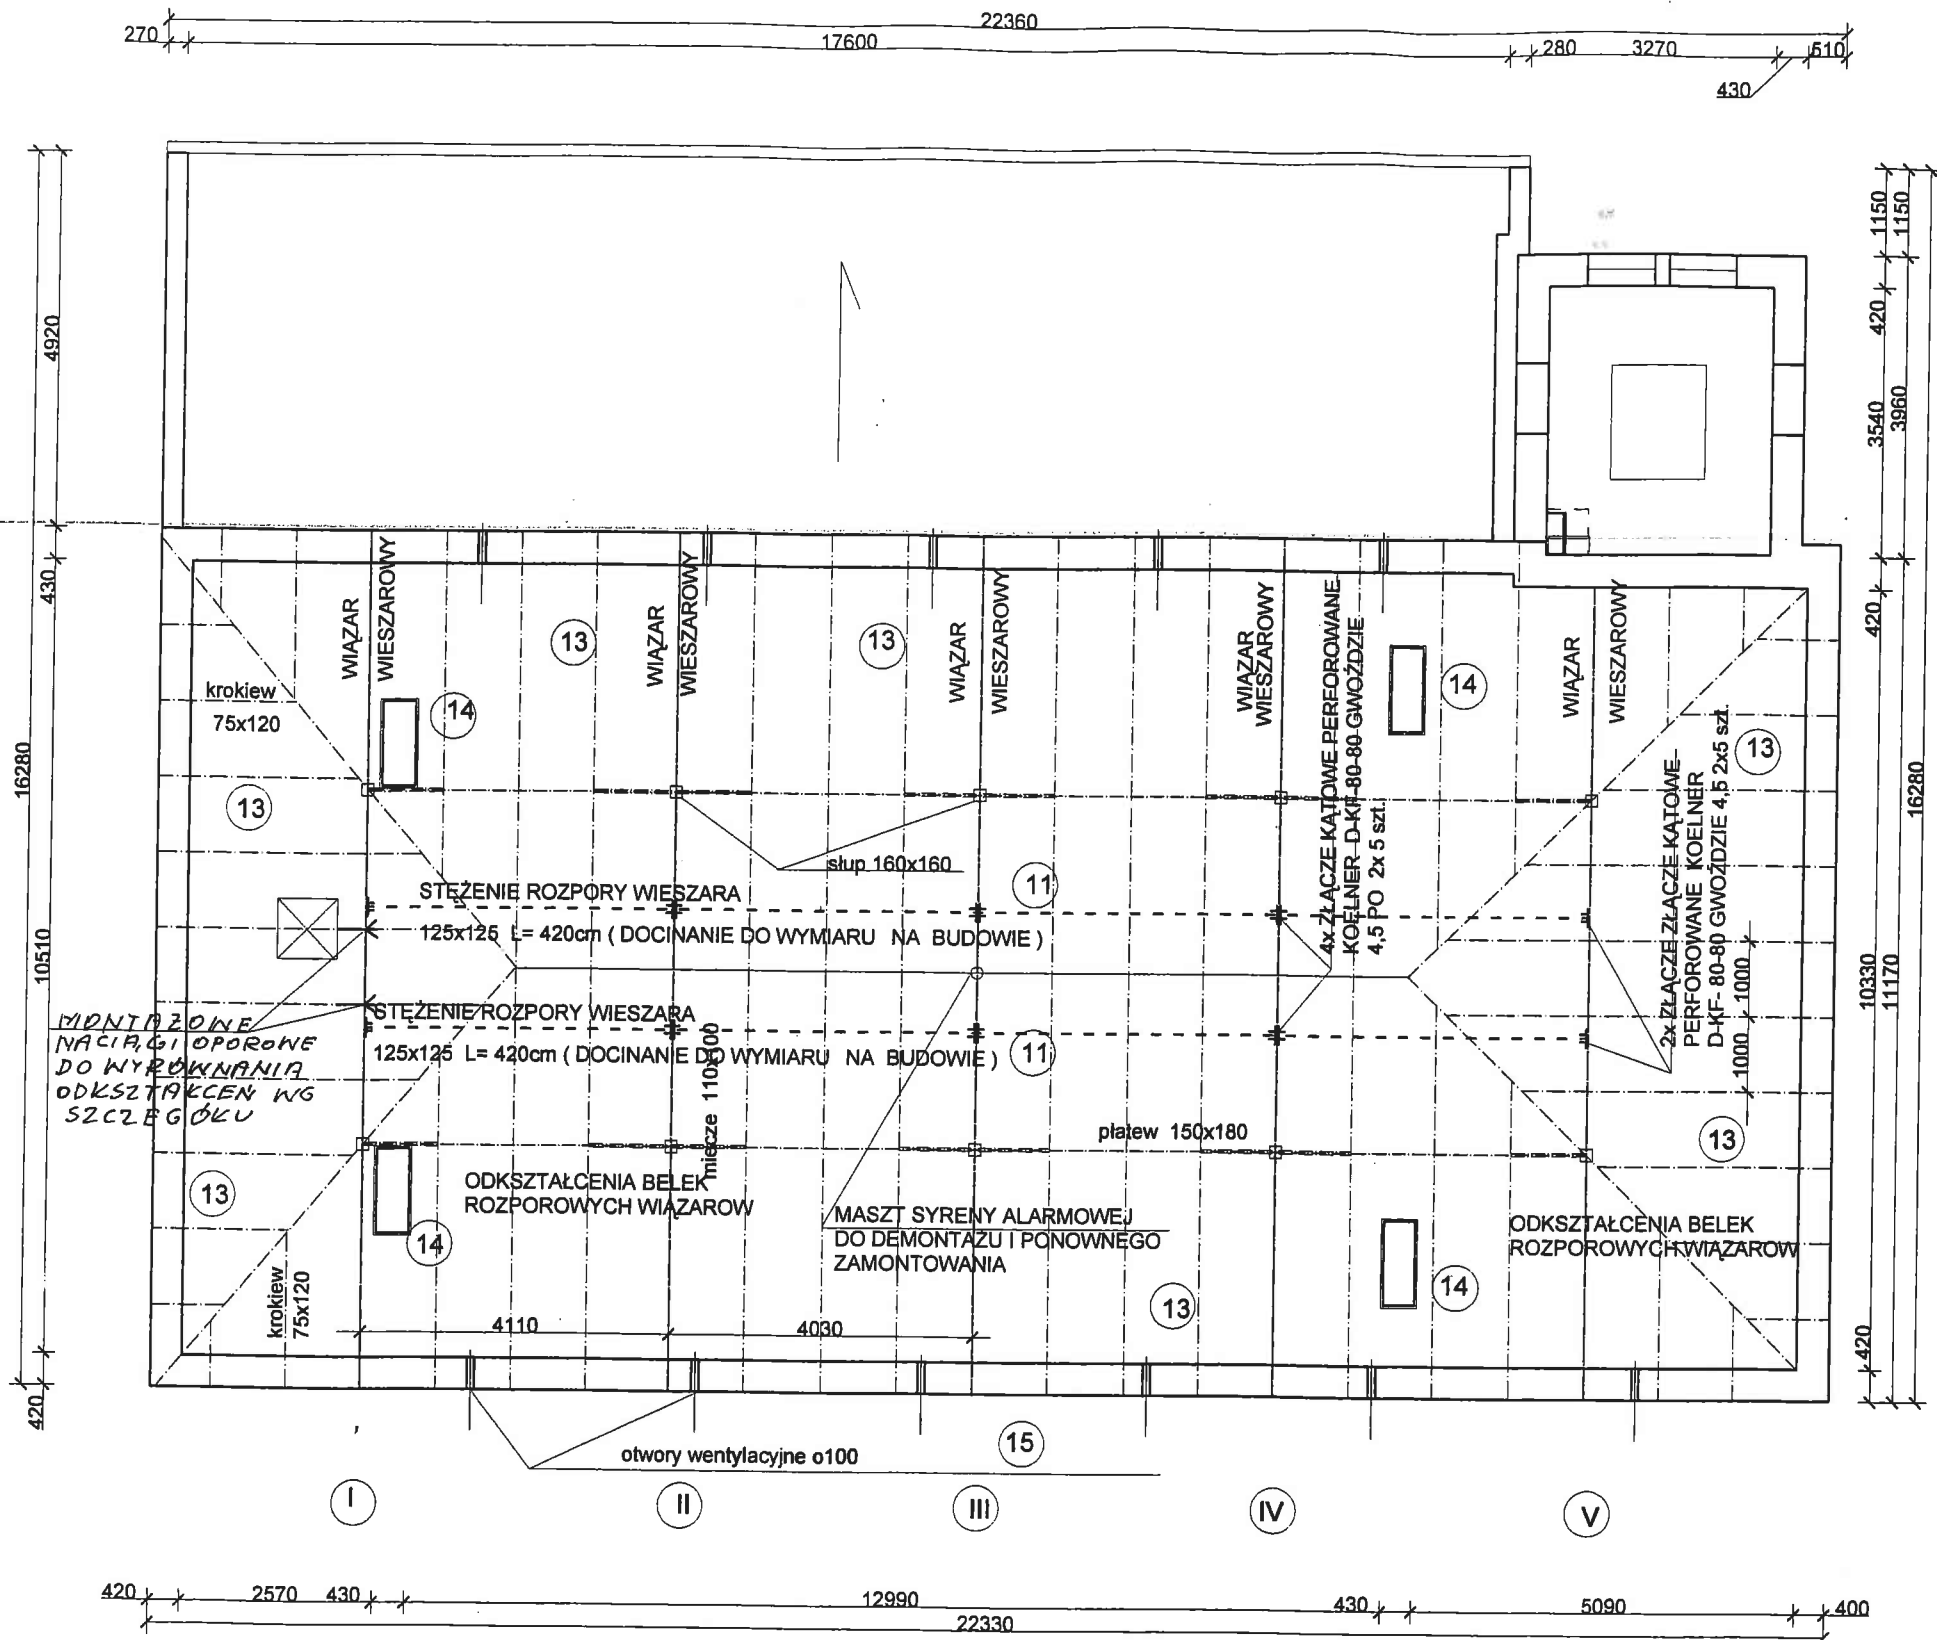 22360
270
17600
280
3270
510
430
4920
430
16280
10510
420
1150
1150
420
3540
3960
420
16280
10330
11170
420
WIĄZAR
WIESZAROWY
WIĄZAR
WIESZAROWY
WIĄZAR
WIESZAROWY
WIĄZAR
WIESZAROWY
WIĄZAR
WIESZAROWY
13
13
14
14
13
13
krokiew
75x120
4x ZŁĄCZE KĄTOWE PERFOROWANE
KOELNER D-KF-80-80 GWOŹDZIE
4,5 PO 2x 5 szt.
2x ZŁĄCZE ZŁĄCZE KĄTOWE
PERFOROWANE KOELNER
D-KF- 80-80 GWOŹDZIE 4,5 2x5 szt.
1000
1000
słup 160x160
11
STĘŻENIE ROZPORY WIESZARA
125x125 L= 420cm ( DOCINANIE DO WYMIARU NA BUDOWIE )
STĘŻENIE ROZPORY WIESZARA
125x125 L= 420cm ( DOCINANIE DO WYMIARU NA BUDOWIE )
11
MONTAŻOWE
NACIĄGI OPOROWE
DO WYRÓWNANIA
ODKSZTAŁCEŃ WG
SZCZEGÓŁU
miecze 110x100
płatew 150x180
13
13
ODKSZTAŁCENIA BELEK
ROZPOROWYCH WIĄZAROW
14
MASZT SYRENY ALARMOWEJ
DO DEMONTAŻU I PONOWNEGO
ZAMONTOWANIA
ODKSZTAŁCENIA BELEK
ROZPOROWYCH WIĄZAROW
14
13
krokiew
75x120
4110
4030
otwory wentylacyjne o100
15
I
II
III
IV
V
420
2570
430
12990
430
5090
400
22330